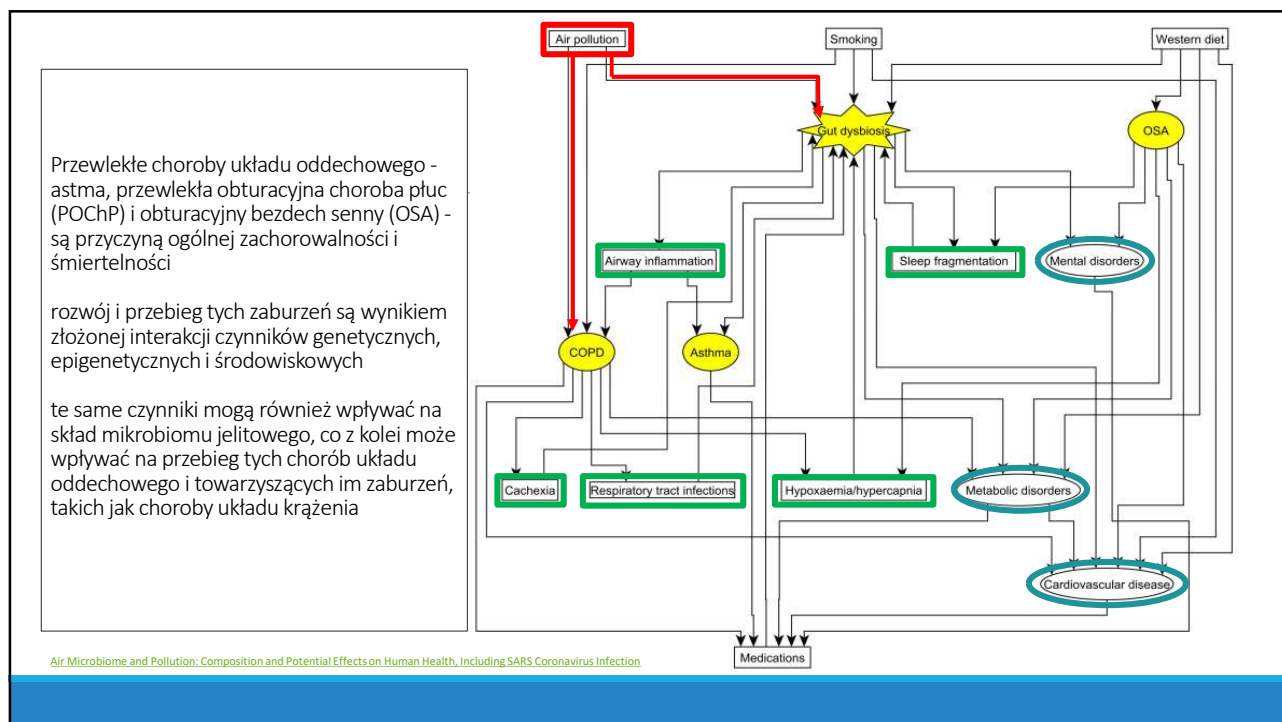 Air pollution
Smoking
Western diet
Przewlekłe choroby układu oddechowego -
astma, przewlekła obturacyjna choroba płuc
(POChP) i obturacyjny bezdech senny (OSA) -
są przyczyną ogólnej zachorowalności i
śmiertelności
rozwój i przebieg tych zaburzeń są wynikiem
złożonej interakcji czynników genetycznych,
epigenetycznych i środowiskowych
te same czynniki mogą również wpływać na
skład mikrobiomu jelitowego, co z kolei może
wpływać na przebieg tych chorób układu
oddechowego i towarzyszących im zaburzeń,
takich jak choroby układu krążenia
Gut dysbiosis
OSA
Airway inflammation
Sleep fragmentation
Mental disorders
COPD
Asthma
Cachexia
Respiratory tract infections
Hypoxaemia/hypercapnia
Metabolic disorders
Cardiovascular disease
Medications
Air Microbiome and Pollution: Composition and Potential Effects on Human Health, Including SARS Coronavirus Infection